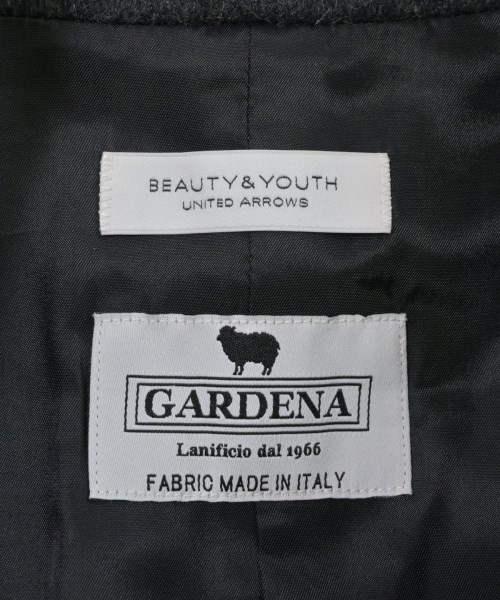 BEAUTY & YOUTH
UNITED ARROWS
GARDENA
Lanificio dal 1966
FABRIC MADE IN ITALY